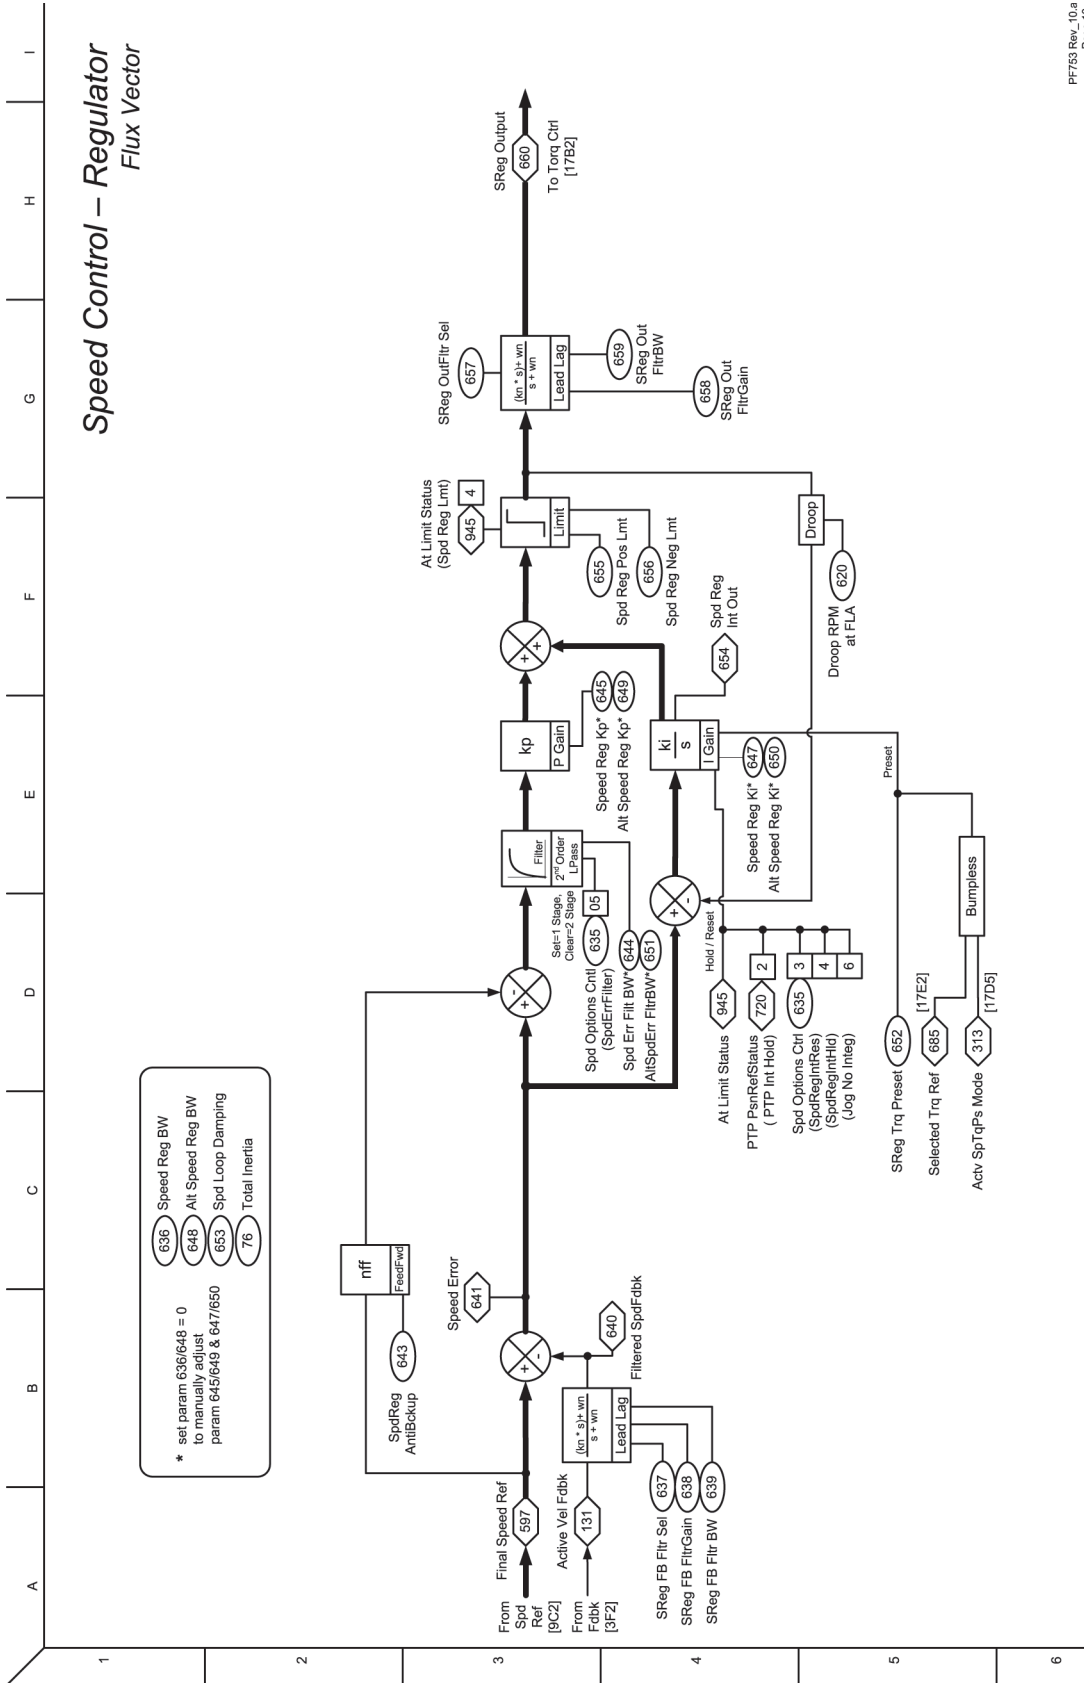 Speed Control – Regulator
Flux Vector
PF753 Rev_10.a
A
B
C
D
E
F
G
H
I
1
2
3
4
5
6
* set param 636/648 = 0
to manually adjust
param 645/649 & 647/650
636 Speed Reg BW
648 Alt Speed Reg BW
653 Spd Loop Damping
76 Total Inertia
nff
FeedFwd
643
SpdReg
AntiBckup
From
Spd
Ref
[9C2]
Final Speed Ref
597
+
-
Speed Error
641
From
Fdbk
[3F2]
Active Vel Fdbk
131
(kn * s)+ wn
s + wn
Lead Lag
640
Filtered SpdFdbk
SReg FB Fltr Sel
637
SReg FB FltrGain
638
SReg FB Fltr BW
639
+
-
Filter
2nd Order
LPass
Set=1 Stage,
Clear=2 Stage
Spd Options Cntl
(SpdErrFilter)
635
05
Spd Err Filt BW*
644
AltSpdErr FltrBW*
651
kp
P Gain
Speed Reg Kp*
645
Alt Speed Reg Kp*
649
+
+
At Limit Status
(Spd Reg Lmt)
945
4
Limit
655
Spd Reg Pos Lmt
656
Spd Reg Neg Lmt
SReg OutFltr Sel
657
(kn * s)+ wn
s + wn
Lead Lag
659
SReg Out
FltrBW
658
SReg Out
FltrGain
SReg Output
660
To Torq Ctrl
[17B2]
+
-
ki
s
I Gain
654
Spd Reg
Int Out
Speed Reg Ki*
647
Alt Speed Reg Ki*
650
Hold / Reset
At Limit Status
945
PTP PsnRefStatus
( PTP Int Hold)
720
2
Spd Options Ctrl
(SpdRegIntRes)
(SpdRegIntHld)
(Jog No Integ)
635
3
4
6
Droop
620
Droop RPM
at FLA
Preset
SReg Trq Preset
652
Bumpless
Selected Trq Ref
685
[17E2]
Actv SpTqPs Mode
313
[17D5]